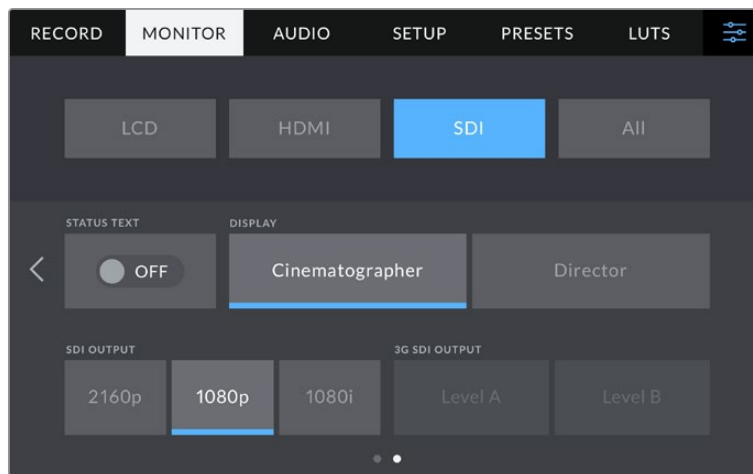 RECORD MONITOR AUDIO SETUP PRESETS LUTS
LCD HDMI SDI All
STATUS TEXT DISPLAY
OFF Cinematographer Director
SDI OUTPUT 3G SDI OUTPUT
2160p 1080p 1080i Level A Level B